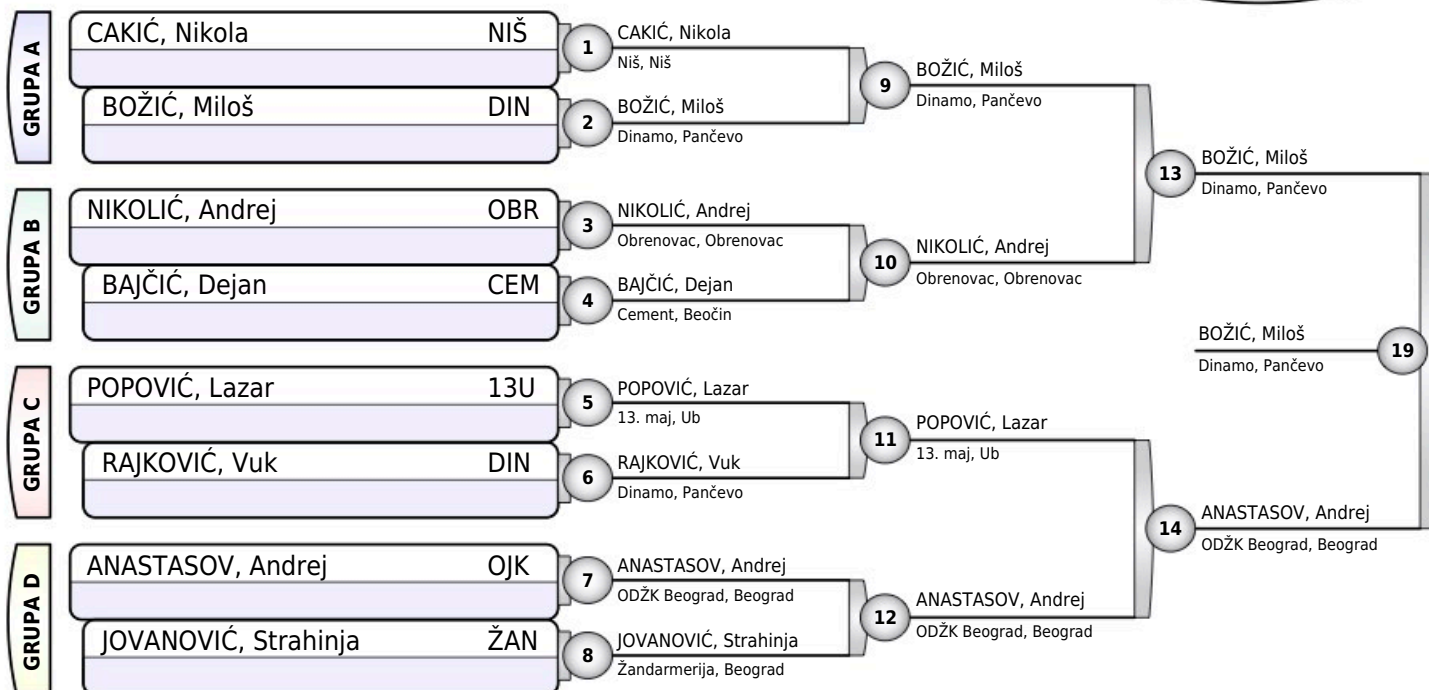 GRUPA A
CAKIĆ, Nikola NIŠ
BOŽIĆ, Miloš DIN
GRUPA B
NIKOLIĆ, Andrej OBR
BAJČIĆ, Dejan CEM
GRUPA C
POPOVIĆ, Lazar 13U
RAJKOVIĆ, Vuk DIN
GRUPA D
ANASTASOV, Andrej OJK
JOVANOVIĆ, Strahinja ŽAN
1
CAKIĆ, Nikola
Niš, Niš
2
BOŽIĆ, Miloš
Dinamo, Pančevo
3
NIKOLIĆ, Andrej
Obrenovac, Obrenovac
4
BAJČIĆ, Dejan
Cement, Beočin
5
POPOVIĆ, Lazar
13. maj, Ub
6
RAJKOVIĆ, Vuk
Dinamo, Pančevo
7
ANASTASOV, Andrej
ODŽK Beograd, Beograd
8
JOVANOVIĆ, Strahinja
Žandarmerija, Beograd
9
BOŽIĆ, Miloš
Dinamo, Pančevo
10
NIKOLIĆ, Andrej
Obrenovac, Obrenovac
11
POPOVIĆ, Lazar
13. maj, Ub
12
ANASTASOV, Andrej
ODŽK Beograd, Beograd
13
BOŽIĆ, Miloš
Dinamo, Pančevo
14
ANASTASOV, Andrej
ODŽK Beograd, Beograd
BOŽIĆ, Miloš
Dinamo, Pančevo
19